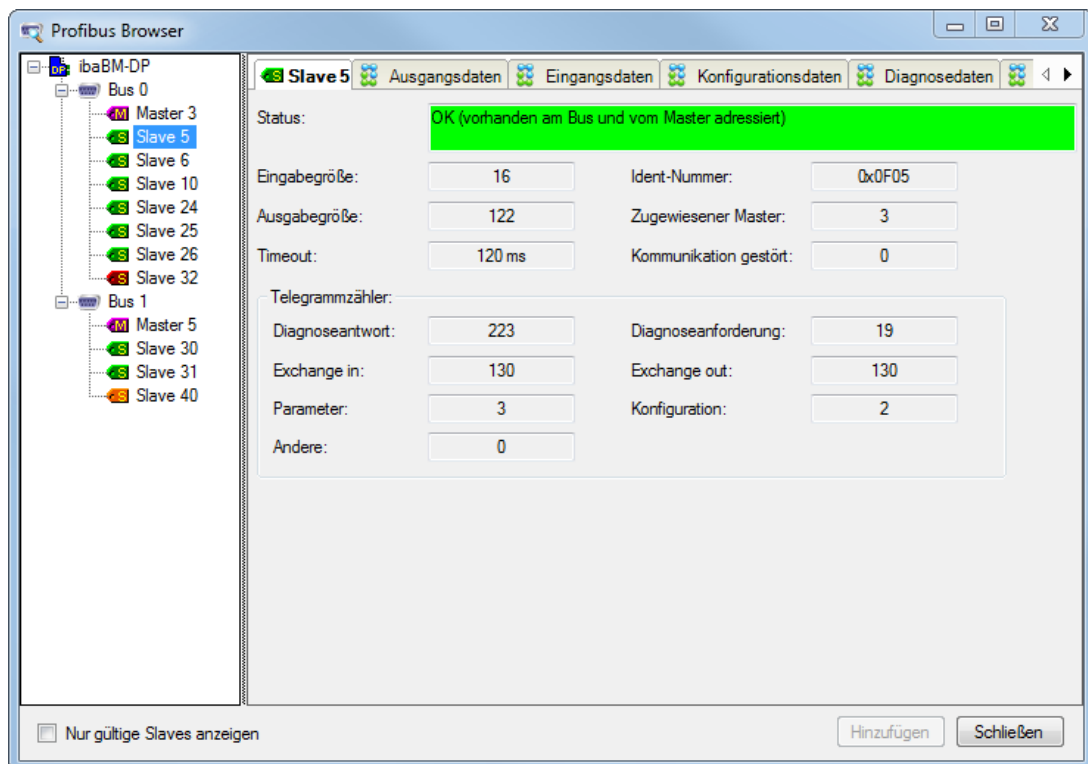 Profibus Browser
DP
ibaBM-DP
Bus 0
M Master 3
S Slave 5
S Slave 6
S Slave 10
S Slave 24
S Slave 25
S Slave 26
S Slave 32
Bus 1
M Master 5
S Slave 30
S Slave 31
S Slave 40
S Slave 5 Ausgangsdaten Eingangsdaten Konfigurationsdaten Diagnosedaten
Status: OK (vorhanden am Bus und vom Master adressiert)
Eingabegröße: 16 Ident-Nummer: 0x0F05
Ausgabegröße: 122 Zugewiesener Master: 3
Timeout: 120 ms Kommunikation gestört: 0
Telegrammzähler:
Diagnoseantwort: 223 Diagnoseanforderung: 19
Exchange in: 130 Exchange out: 130
Parameter: 3 Konfiguration: 2
Andere: 0
Nur gültige Slaves anzeigen Hinzufügen Schließen